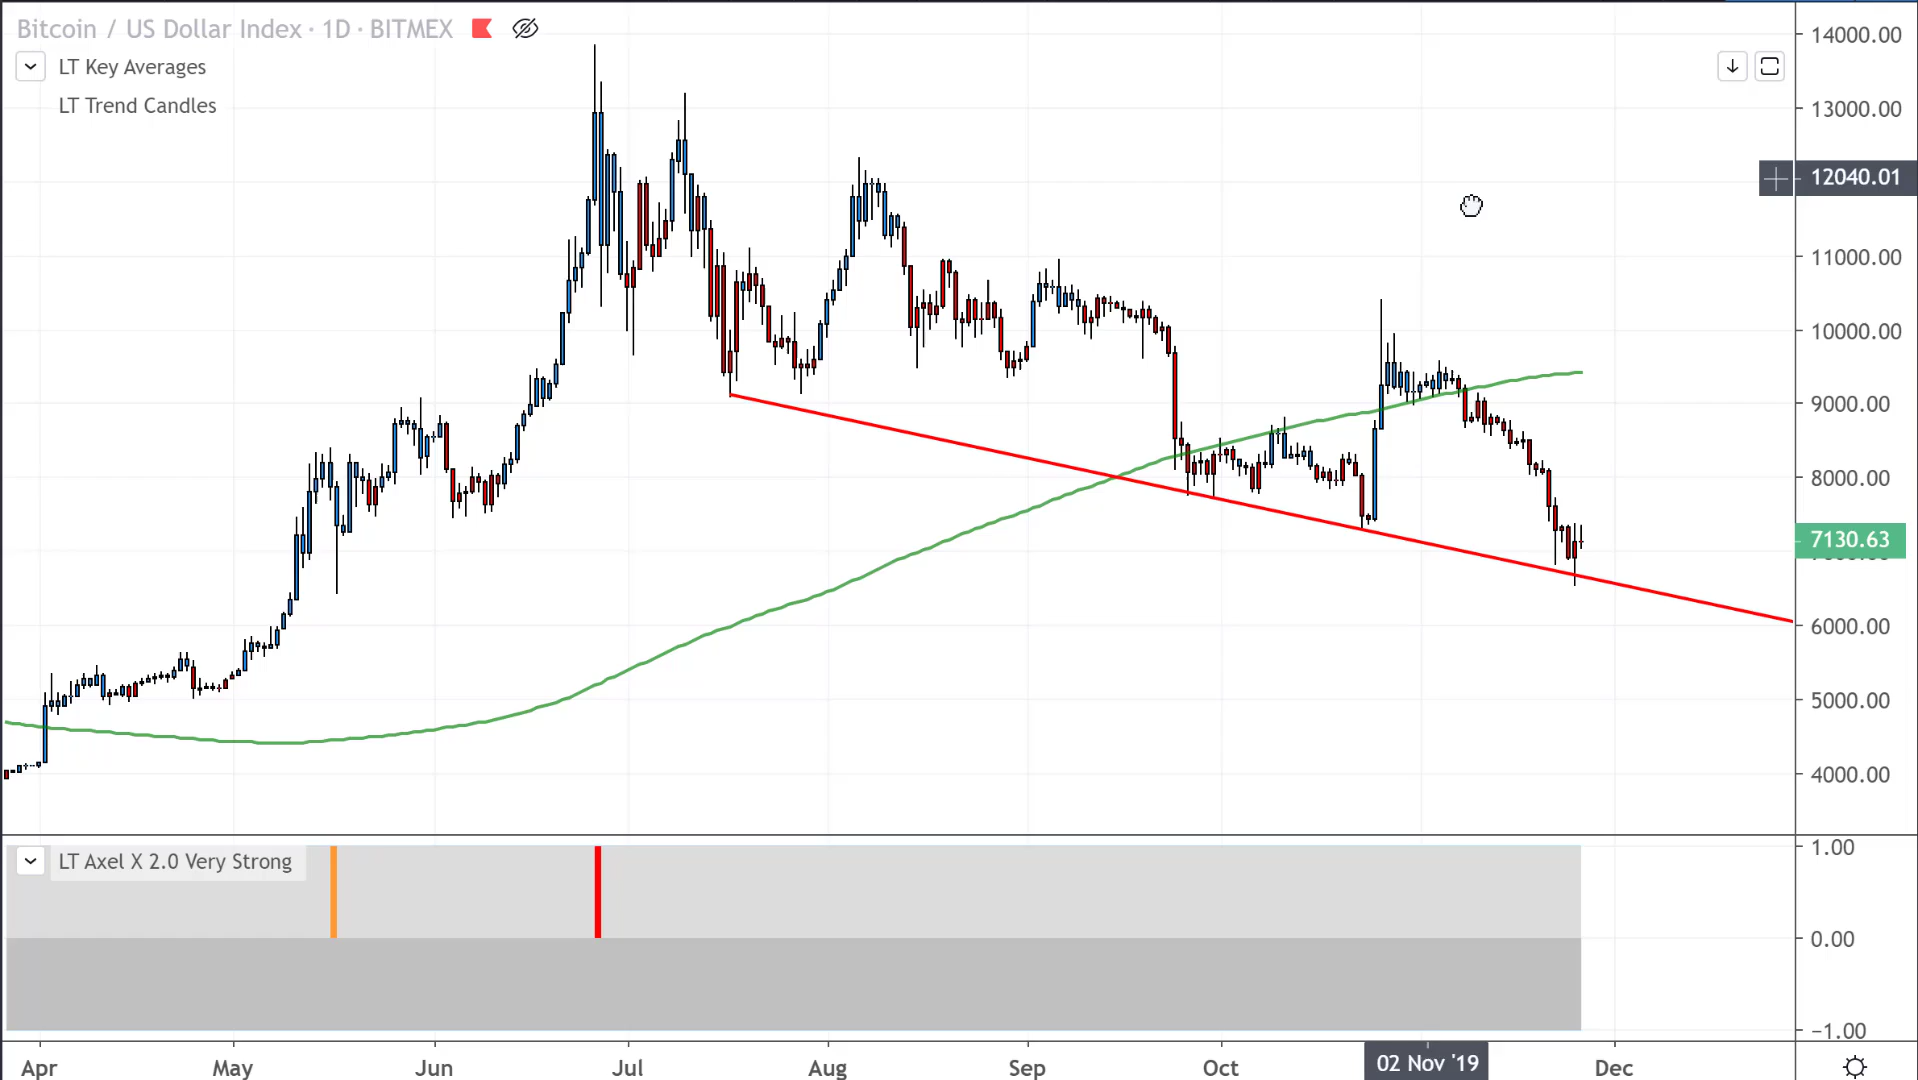 Bitcoin / US Dollar Index · 1D · BITMEX
LT Key Averages
LT Trend Candles
14000.00
13000.00
12040.01
11000.00
10000.00
9000.00
8000.00
7130.63
6000.00
5000.00
4000.00
LT Axel X 2.0 Very Strong
1.00
0.00
−1.00
Apr May Jun Jul Aug Sep Oct 02 Nov '19 Dec